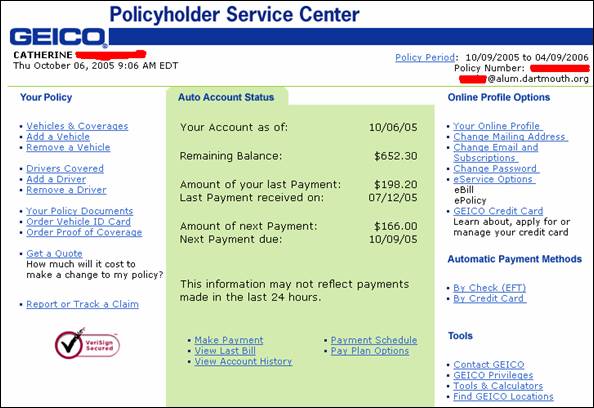 Policyholder Service Center
GEICO
CATHERINE
Thu October 06, 2005 9:06 AM EDT
Policy Period: 10/09/2005 to 04/09/2006
Policy Number:
@alum.dartmouth.org
Your Policy
Vehicles & Coverages
Add a Vehicle
Remove a Vehicle
Drivers Covered
Add a Driver
Remove a Driver
Your Policy Documents
Order Vehicle ID Card
Order Proof of Coverage
Get a Quote
How much will it cost to
make a change to my policy?
Report or Track a Claim
VeriSign
Secured
Auto Account Status
Your Account as of: 10/06/05
Remaining Balance: $652.30
Amount of your last Payment: $198.20
Last Payment received on: 07/12/05
Amount of next Payment: $166.00
Next Payment due: 10/09/05
This information may not reflect payments
made in the last 24 hours.
Make Payment
View Last Bill
View Account History
Payment Schedule
Pay Plan Options
Online Profile Options
Your Online Profile
Change Mailing Address
Change Email and
Subscriptions
Change Password
eService Options
eBill
ePolicy
GEICO Credit Card
Learn about, apply for or
manage your credit card
Automatic Payment Methods
By Check (EFT)
By Credit Card
Tools
Contact GEICO
GEICO Privileges
Tools & Calculators
Find GEICO Locations